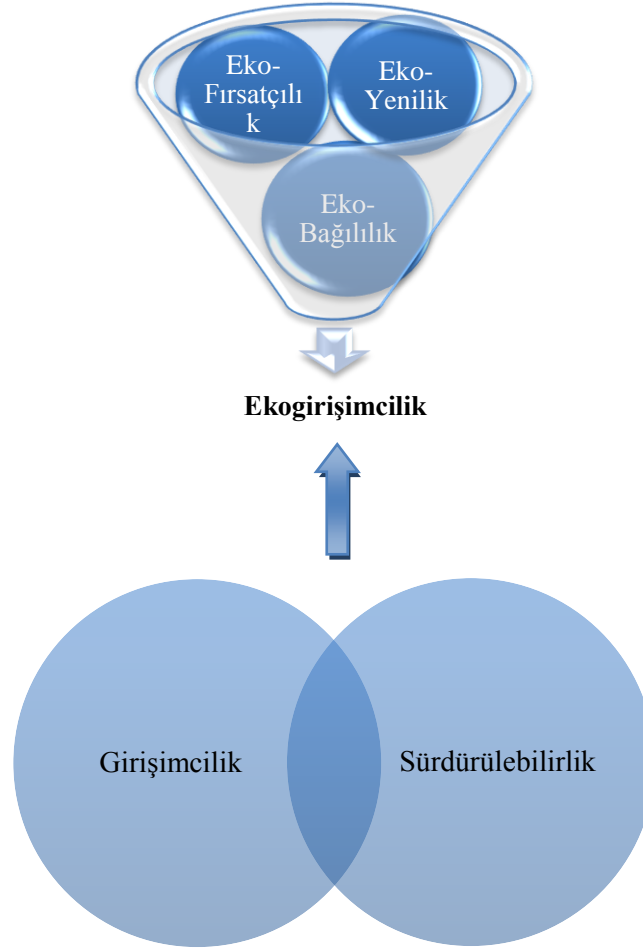 Eko-
Fırsatçılı
k
Eko-
Yenilik
Eko-
Bağılılık
Ekogirişimcilik
Girişimcilik
Sürdürülebilirlik